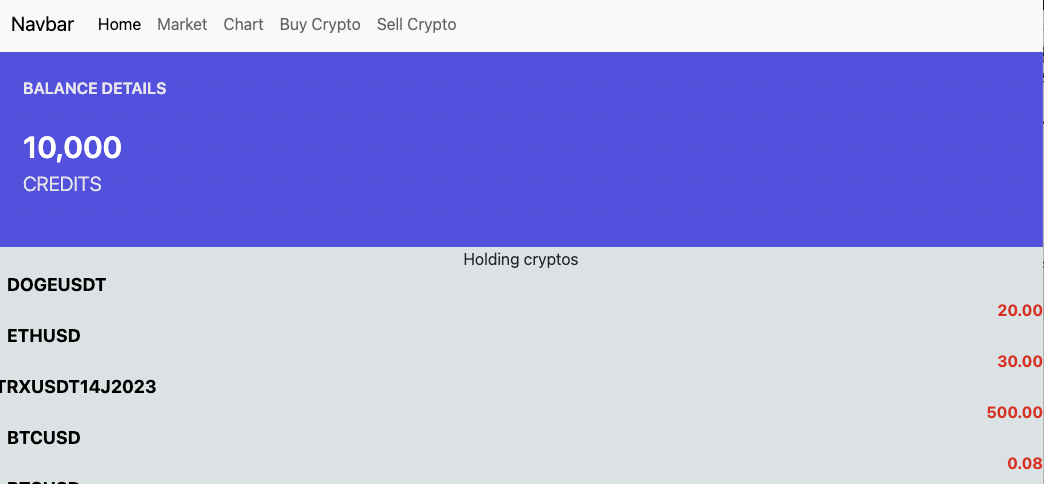 Navbar Home Market Chart Buy Crypto Sell Crypto
BALANCE DETAILS
10,000
CREDITS
Holding cryptos
DOGEUSDT
20.00
ETHUSD
30.00
TRXUSDT14J2023
500.00
BTCUSD
0.08